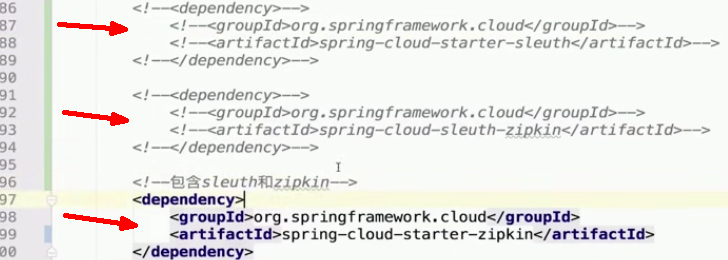 86 <!--<dependency>-->
87 <!--<groupId>org.springframework.cloud</groupId>-->
88 <!--<artifactId>spring-cloud-starter-sleuth</artifactId>-->
89 <!--</dependency>-->
90
91 <!--<dependency>-->
92 <!--<groupId>org.springframework.cloud</groupId>-->
93 <!--<artifactId>spring-cloud-sleuth-zipkin</artifactId>-->
94 <!--</dependency>-->
95
96 <!--包含sleuth和zipkin-->
97 <dependency>
98 <groupId>org.springframework.cloud</groupId>
99 <artifactId>spring-cloud-starter-zipkin</artifactId>
00 </dependency>